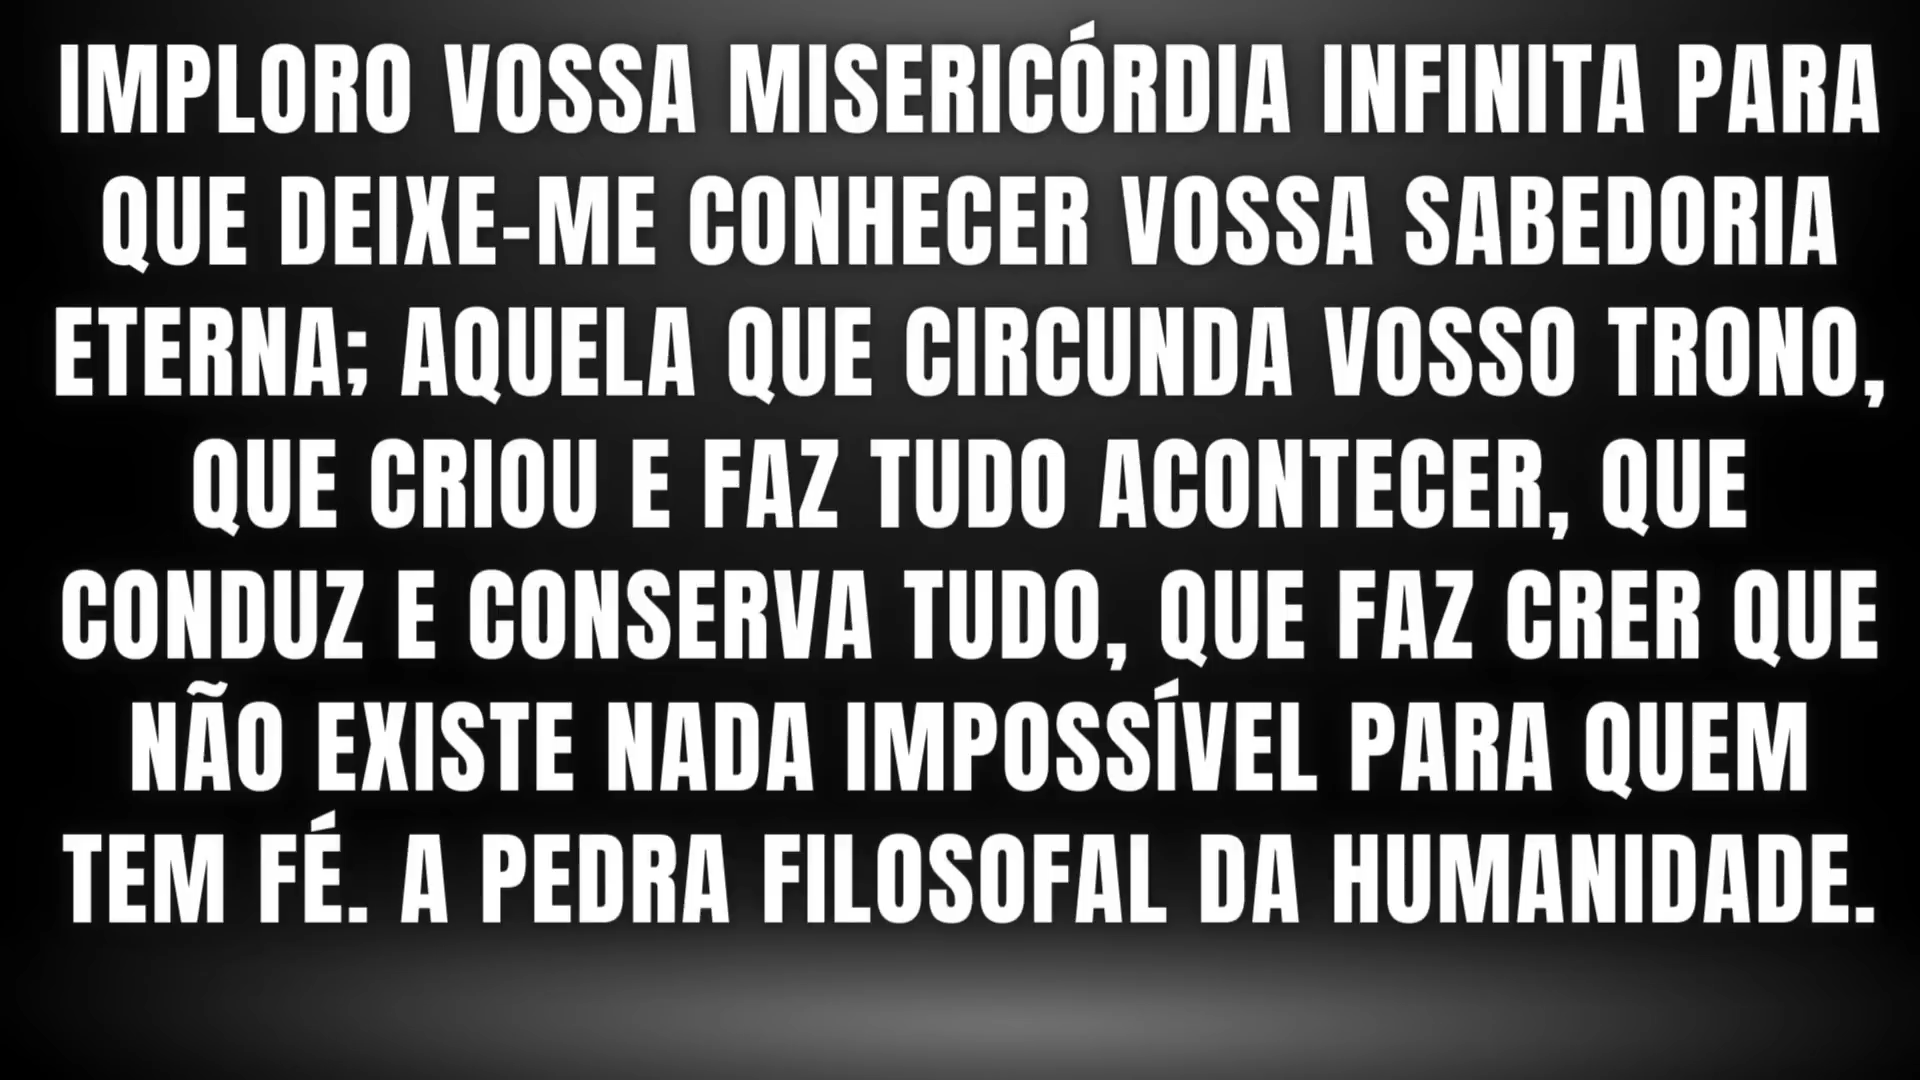 IMPLORO VOSSA MISERICÓRDIA INFINITA PARA
QUE DEIXE-ME CONHECER VOSSA SABEDORIA
ETERNA; AQUELA QUE CIRCUNDA VOSSO TRONO,
QUE CRIOU E FAZ TUDO ACONTECER, QUE
CONDUZ E CONSERVA TUDO, QUE FAZ CRER QUE
NÃO EXISTE NADA IMPOSSÍVEL PARA QUEM
TEM FÉ. A PEDRA FILOSOFAL DA HUMANIDADE.